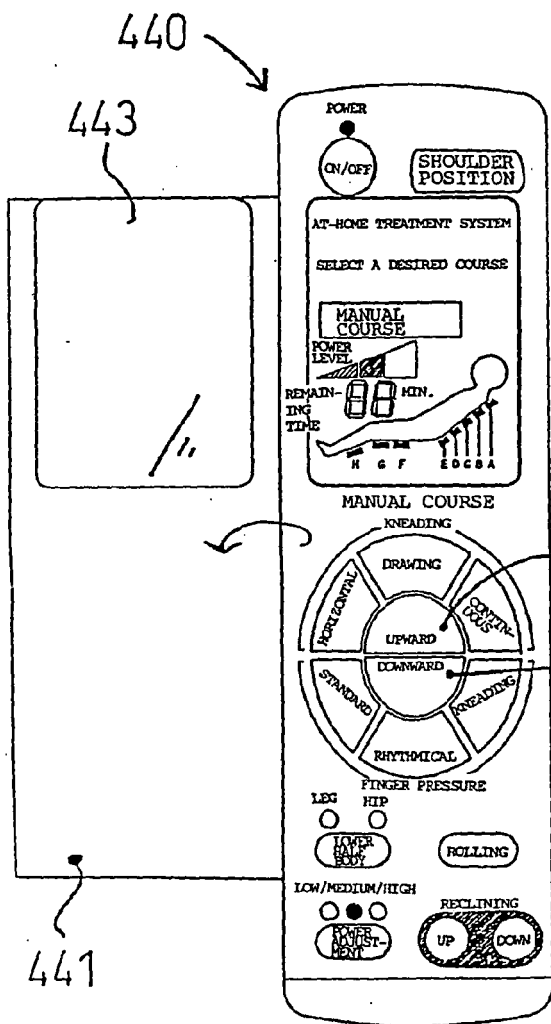 440
443
POWER
ON/OFF
SHOULDER
POSITION
AT-HOME TREATMENT SYSTEM
SELECT A DESIRED COURSE
MANUAL
COURSE
POWER
LEVEL
REMAIN-
ING
TIME
88 MIN.
H G F E D C B A
MANUAL COURSE
KNEADING
DRAWING
HORIZONTAL
CONTIN-
UOUS
UPWARD
DOWNWARD
STANDARD
KNEADING
RHYTHMICAL
FINGER PRESSURE
LEG HIP
LOWER
HALF
BODY
ROLLING
LOW/MEDIUM/HIGH
POWER
ADJUST-
MENT
RECLINING
UP DOWN
441